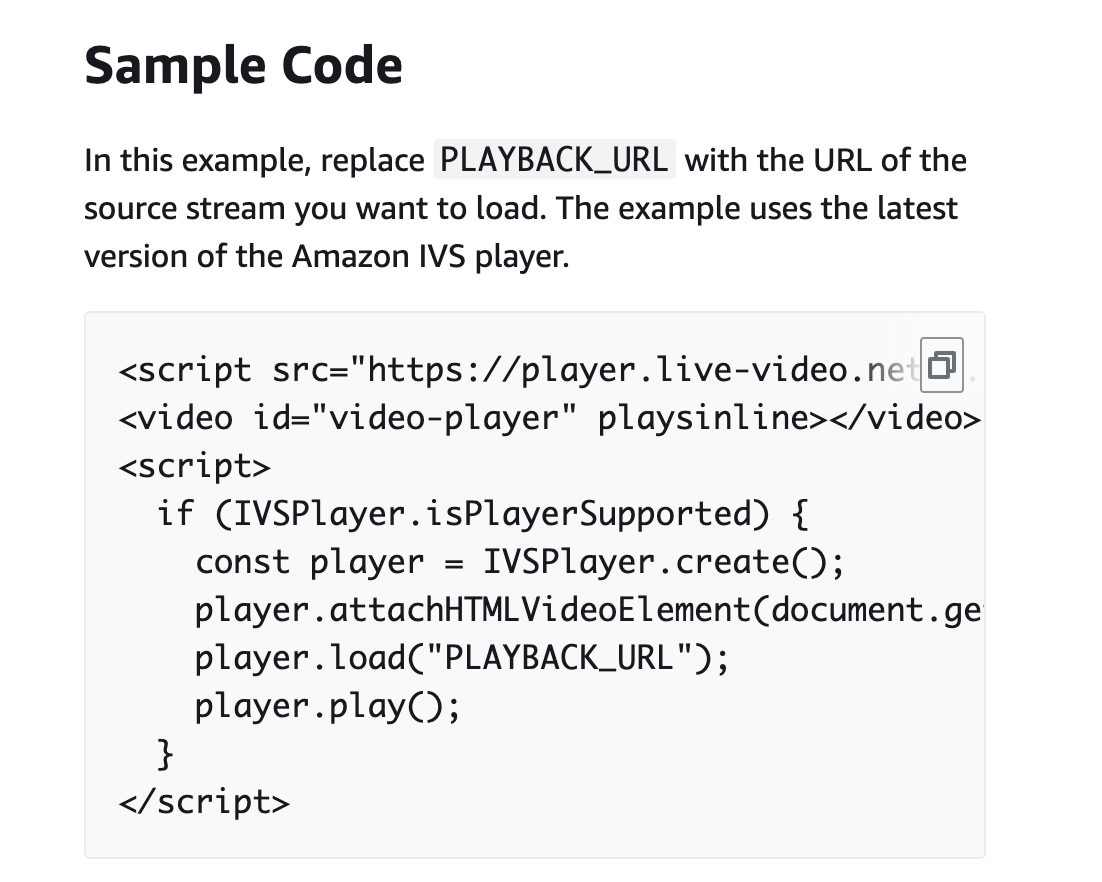 Sample Code
In this example, replace PLAYBACK_URL with the URL of the
source stream you want to load. The example uses the latest
version of the Amazon IVS player.
<script src="https://player.live-video.net
<video id="video-player" playsinline></video>
<script>
  if (IVSPlayer.isPlayerSupported) {
    const player = IVSPlayer.create();
    player.attachHTMLVideoElement(document.ge
    player.load("PLAYBACK_URL");
    player.play();
  }
</script>